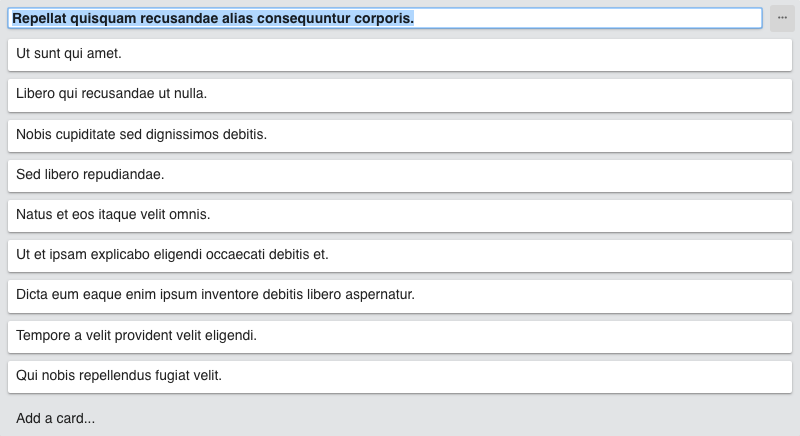 Repellat quisquam recusandae alias consequuntur corporis.
Ut sunt qui amet.
Libero qui recusandae ut nulla.
Nobis cupiditate sed dignissimos debitis.
Sed libero repudiandae.
Natus et eos itaque velit omnis.
Ut et ipsam explicabo eligendi occaecati debitis et.
Dicta eum eaque enim ipsum inventore debitis libero aspernatur.
Tempore a velit provident velit eligendi.
Qui nobis repellendus fugiat velit.
Add a card...